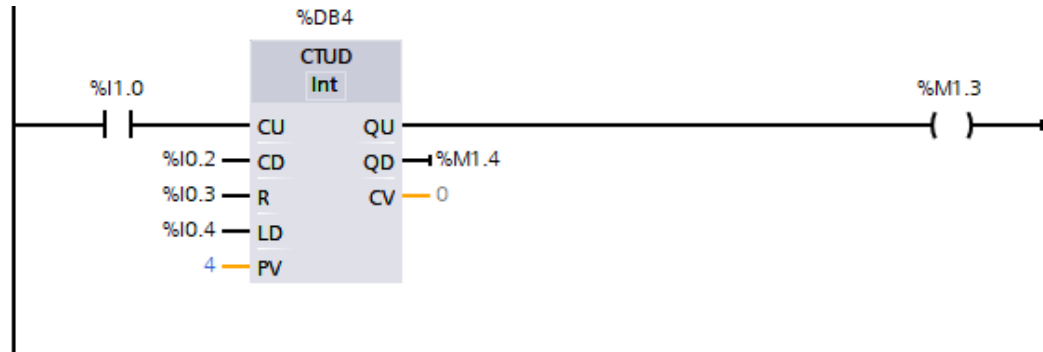 %DB4
CTUD
Int
%I1.0
%M1.3
CU QU
%I0.2 CD QD %M1.4
%I0.3 R CV 0
%I0.4 LD
4 PV